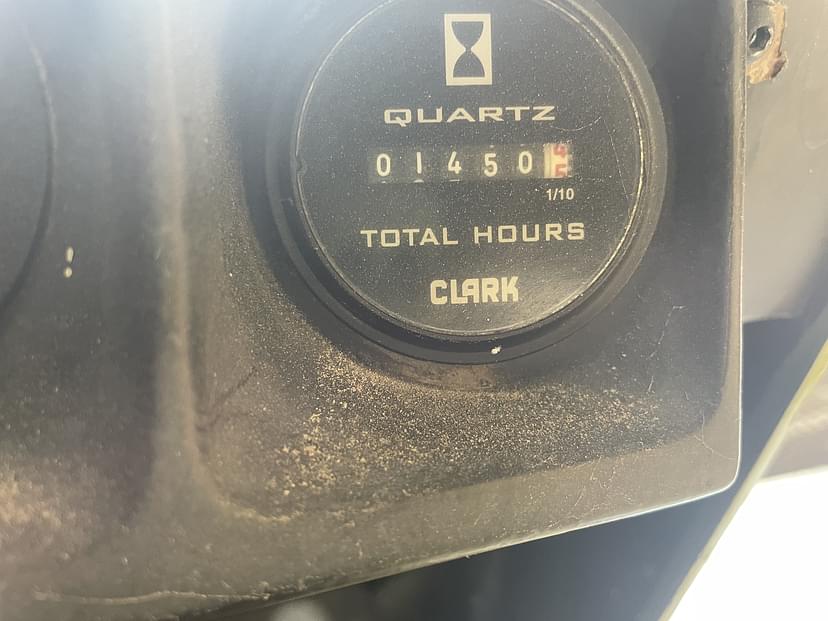 QUARTZ
01450
1/10
TOTAL HOURS
CLARK